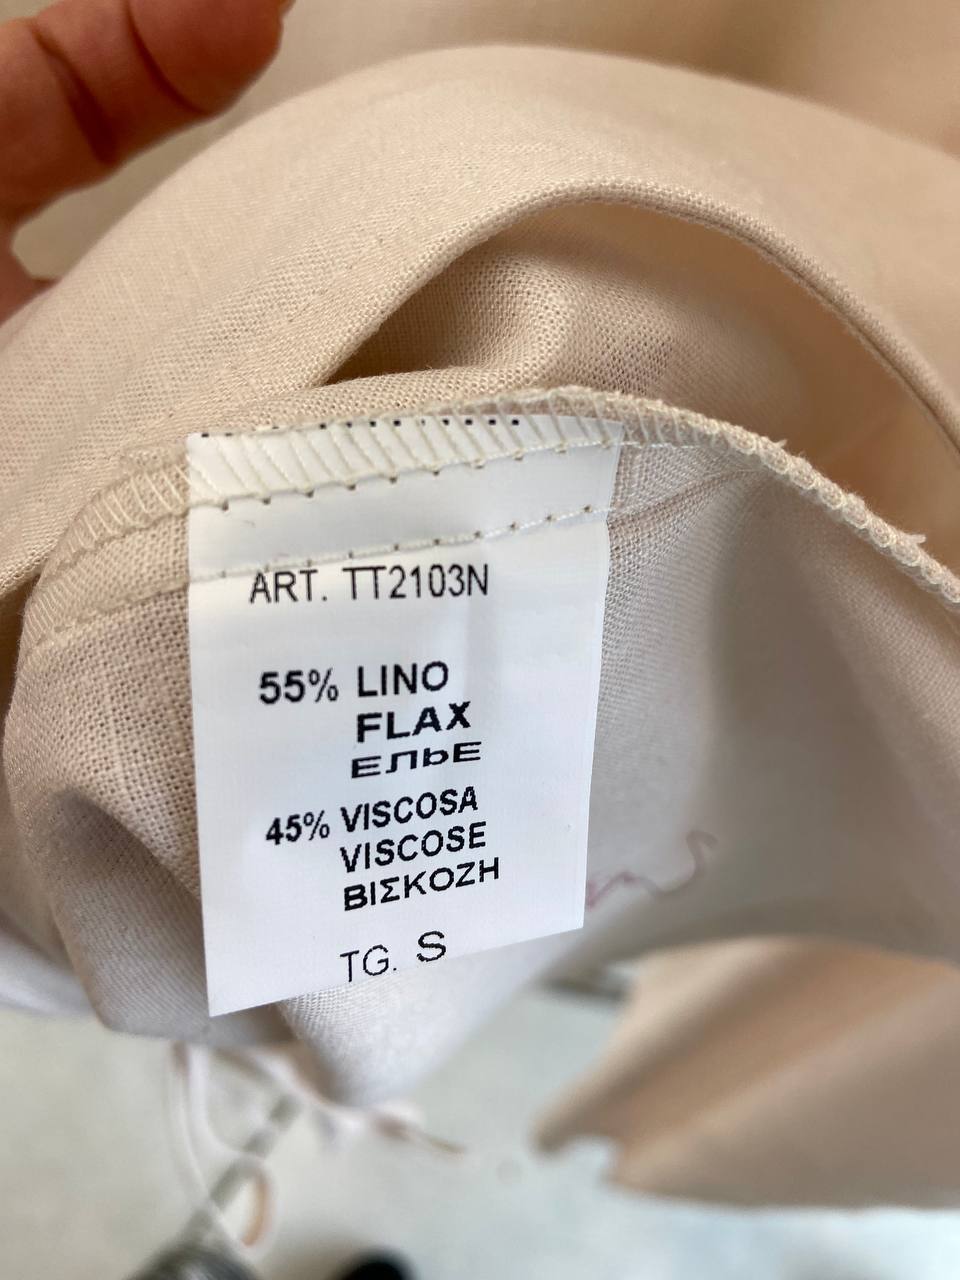 ART. TT2103N
55% LINO
FLAX
ЕЛЬЕ
45% VISCOSA
VISCOSE
ΒΙΣΚΟΖΗ
TG. S